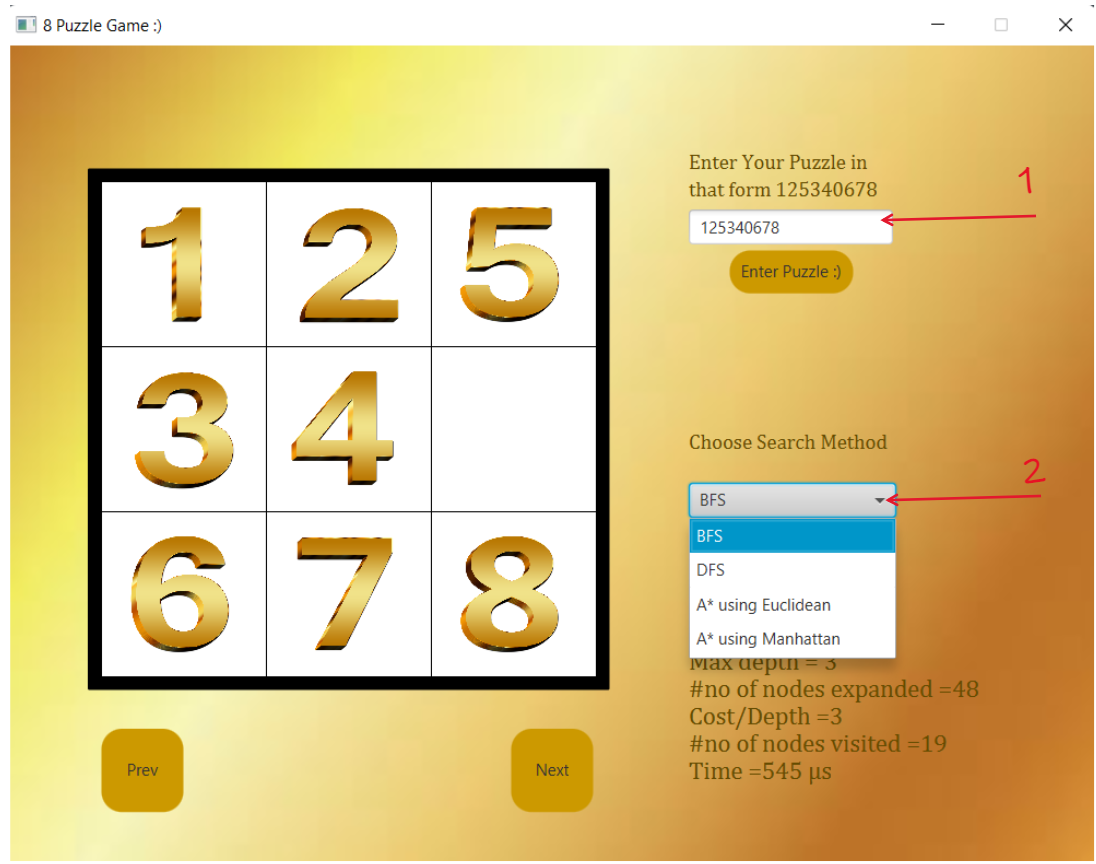 8 Puzzle Game :)
1 2 5
3 4
6 7 8
Prev
Next
Enter Your Puzzle in
that form 125340678
1
125340678
Enter Puzzle :)
Choose Search Method
2
BFS
BFS
DFS
A* using Euclidean
A* using Manhattan
Max depth = 3
#no of nodes expanded =48
Cost/Depth =3
#no of nodes visited =19
Time =545 μs